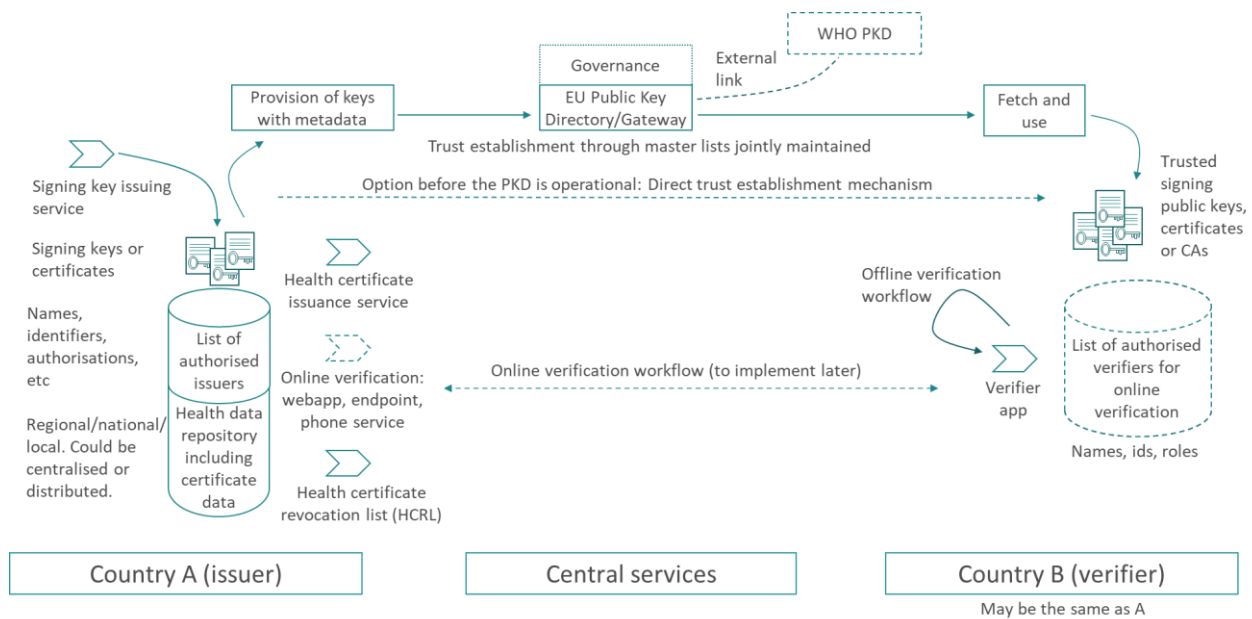 WHO PKD
External
link
Governance
EU Public Key
Directory/Gateway
Provision of keys
with metadata
Fetch and
use
Trust establishment through master lists jointly maintained
Signing key issuing
service
Option before the PKD is operational: Direct trust establishment mechanism
Trusted
signing
public keys,
certificates
or CAs
Signing keys or
certificates
Health certificate
issuance service
Offline verification
workflow
Names,
identifiers,
authorisations,
etc
List of
authorised
issuers
Online verification:
webapp, endpoint,
phone service
Online verification workflow (to implement later)
Verifier
app
List of authorised
verifiers for
online
verification
Names, ids, roles
Regional/national/
local. Could be
centralised or
distributed.
Health data
repository
including
certificate
data
Health certificate
revocation list (HCRL)
Country A (issuer)
Central services
Country B (verifier)
May be the same as A